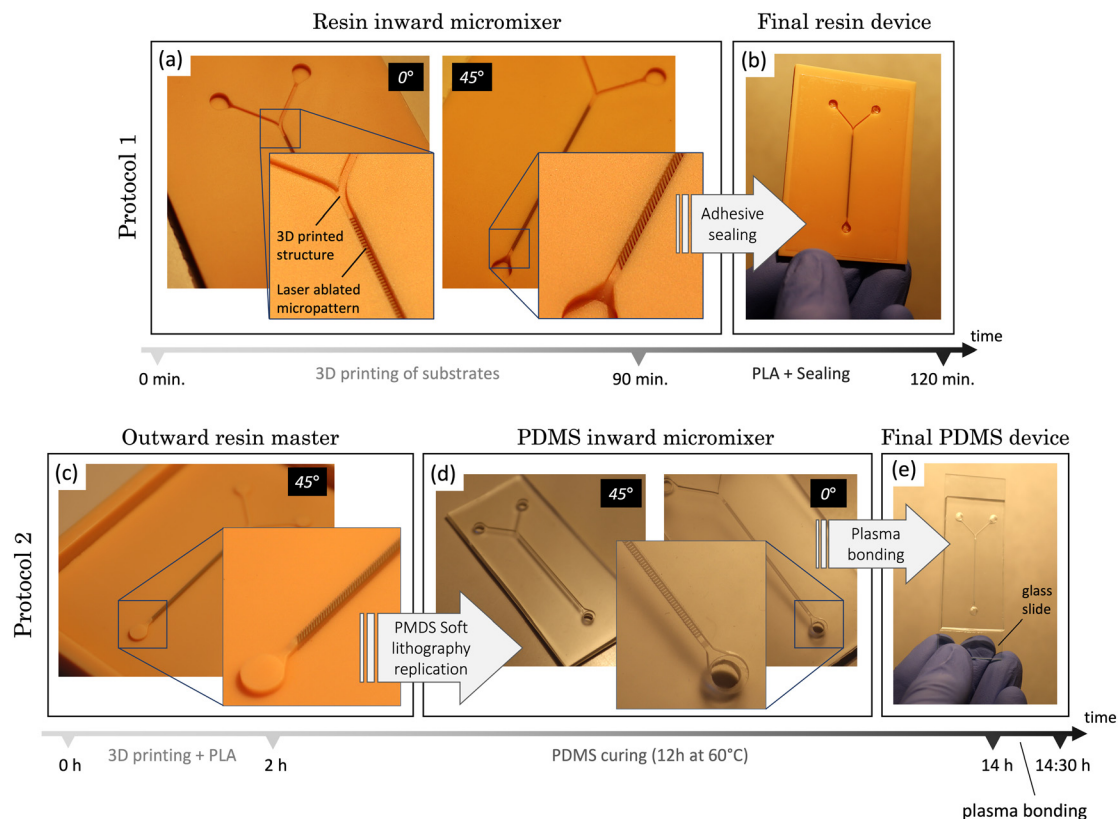 Resin inward micromixer
Final resin device
Protocol 1
(a)
0°
45°
(b)
3D printed
structure
Laser ablated
micropattern
Adhesive
sealing
time
0 min.
3D printing of substrates
90 min.
PLA + Sealing
120 min.
Outward resin master
PDMS inward micromixer
Final PDMS device
Protocol 2
(c)
45°
(d)
45°
0°
(e)
Plasma
bonding
glass
slide
PMDS Soft
lithography
replication
time
0 h
3D printing + PLA
2 h
PDMS curing (12h at 60°C)
14 h
14:30 h
plasma bonding